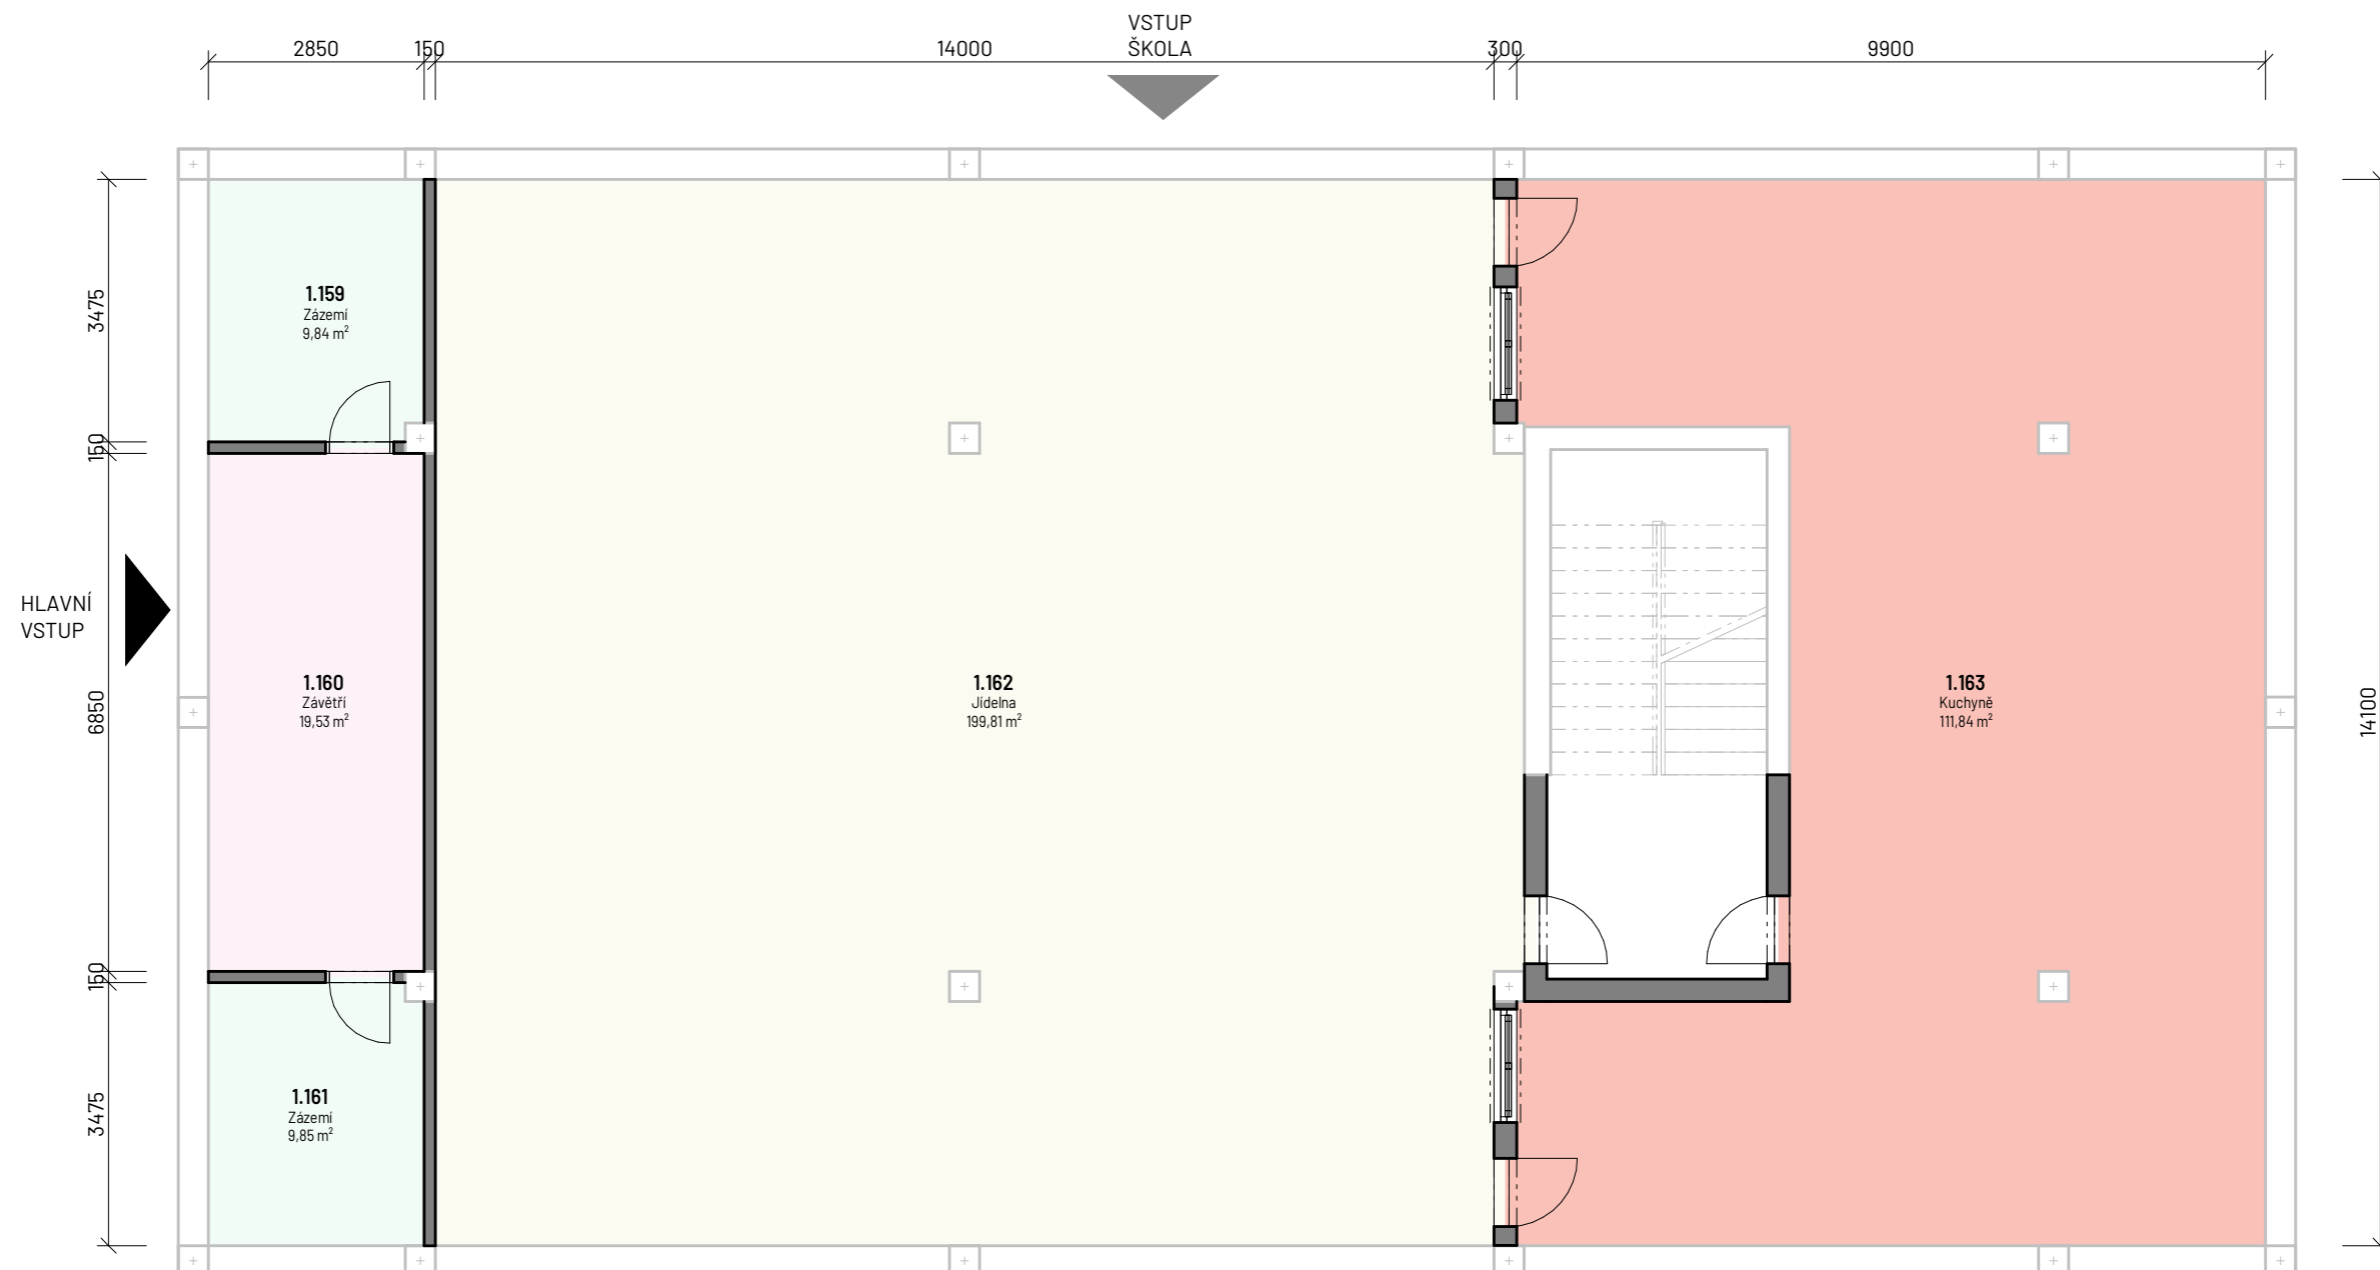 VSTUP
ŠKOLA
2850
150
14000
300
9900
3475
150
6850
150
3475
14100
HLAVNÍ
VSTUP
1.159
Zázemí
9,84 m²
1.160
Závětří
19,53 m²
1.161
Zázemí
9,85 m²
1.162
Jídelna
199,81 m²
1.163
Kuchyně
111,84 m²